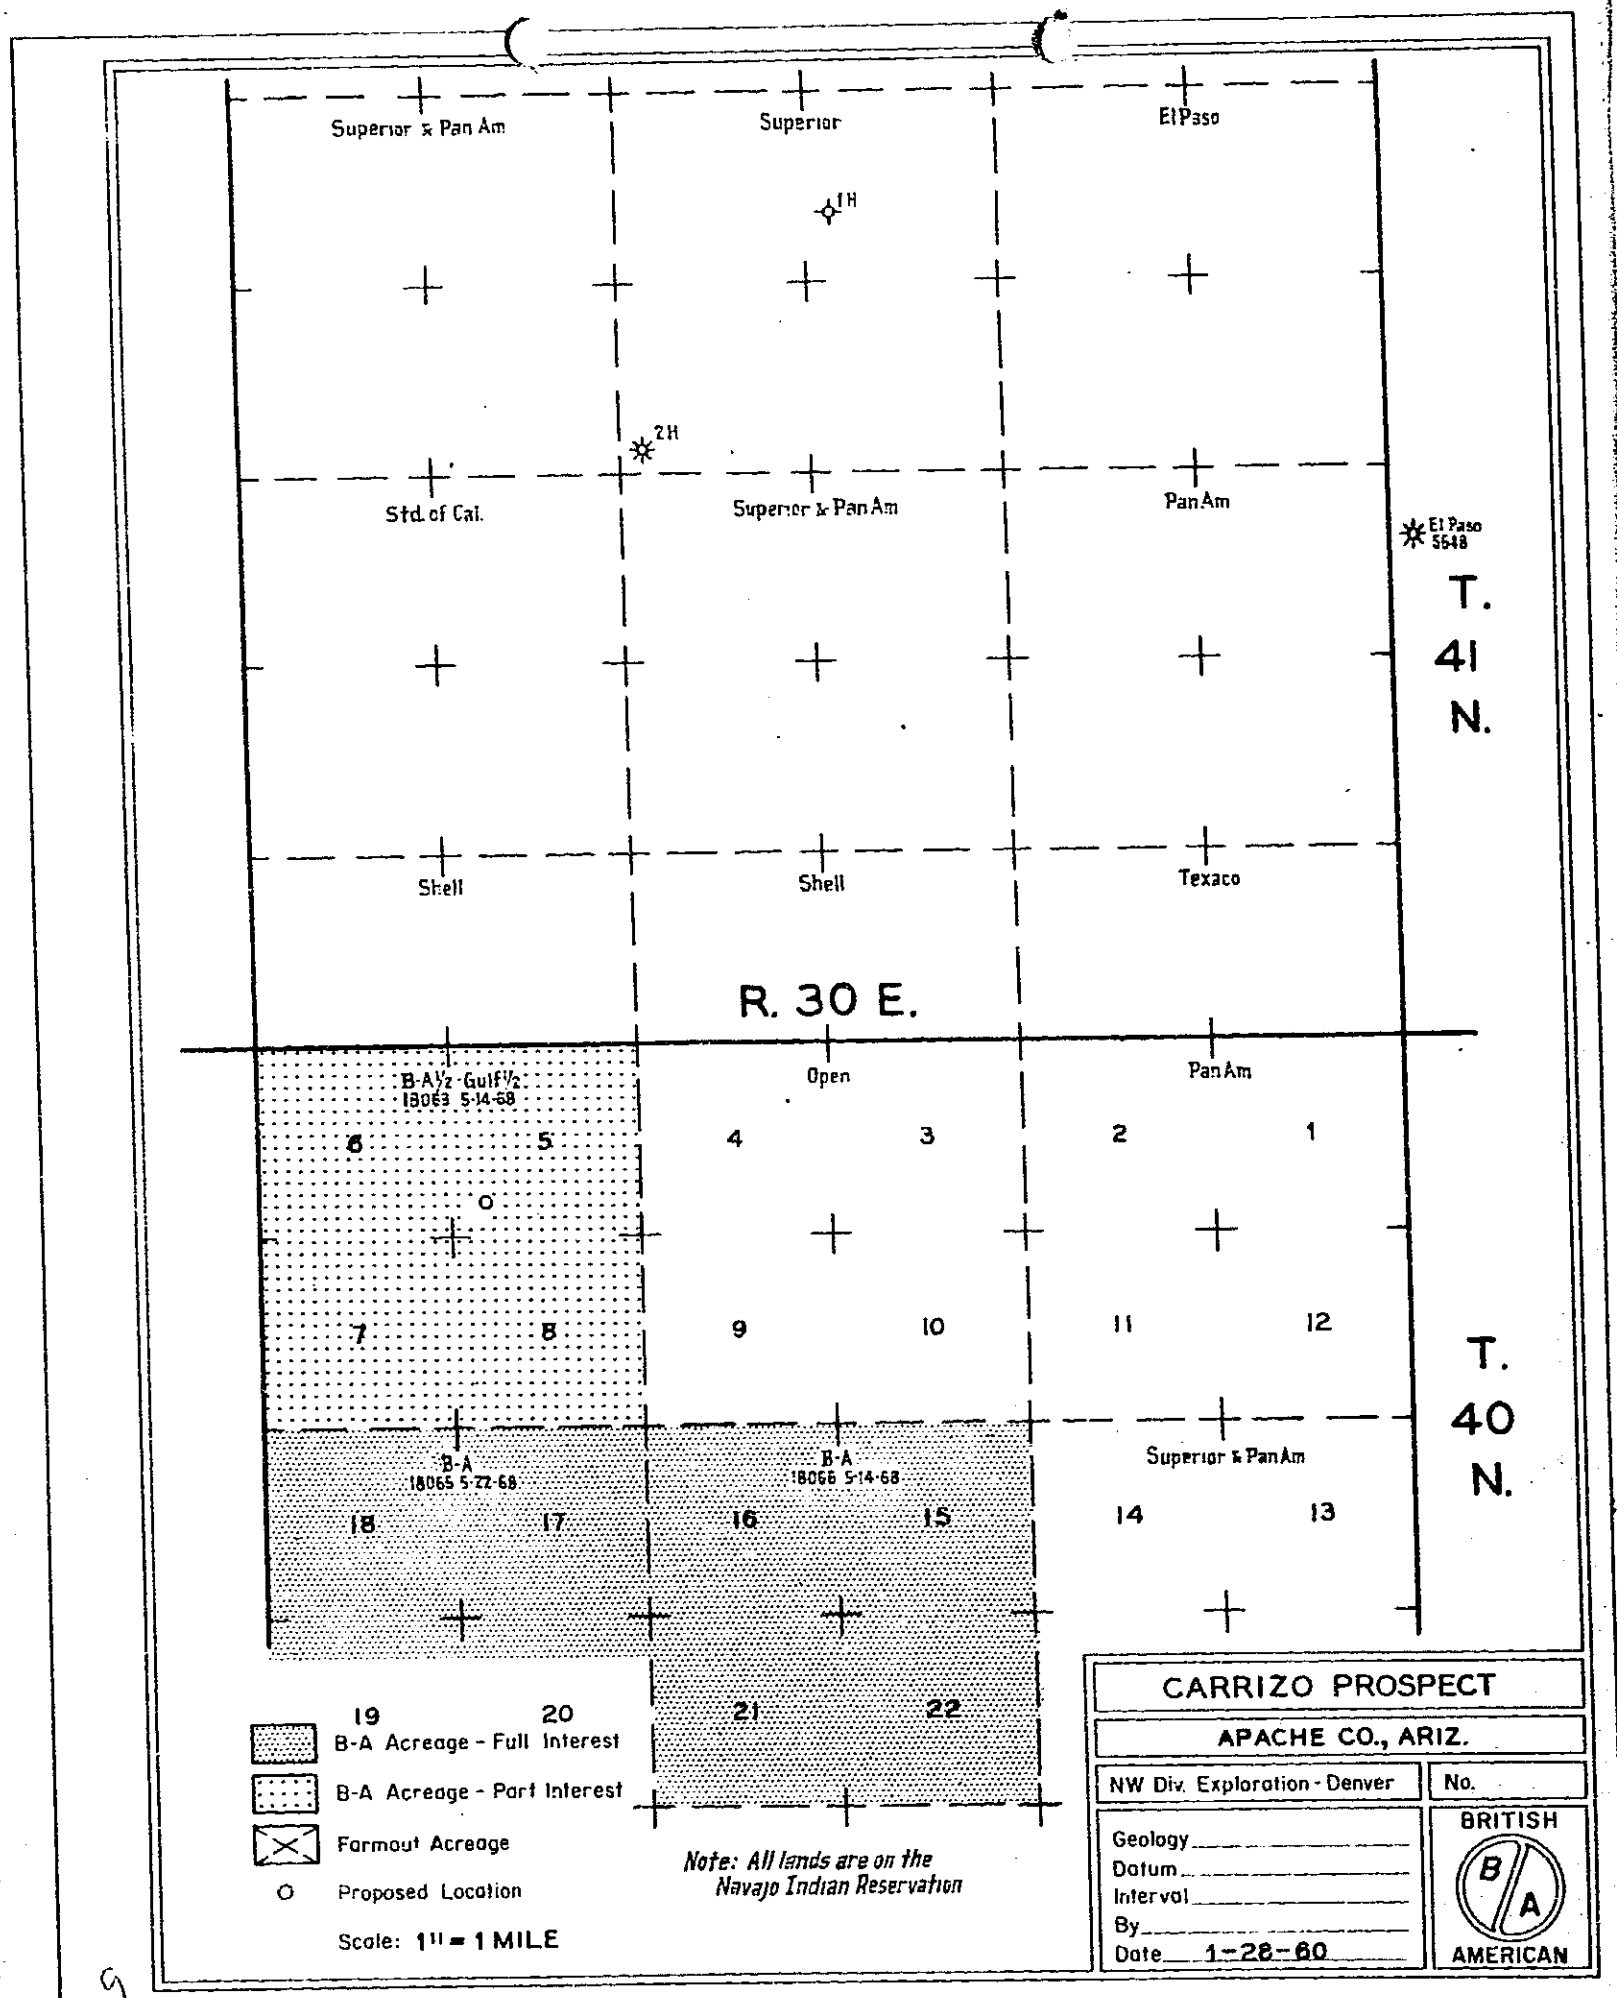 Superior & Pan Am
Superior
El Paso
1H
2H
Std. of Cal.
Superior & Pan Am
Pan Am
El Paso
5548
T.
41
N.
Shell
Shell
Texaco
R. 30 E.
B-A ½ - Gulf ½
18063 5-14-68
Open
Pan Am
6 5 4 3 2 1
7 8 9 10 11 12
T.
40
N.
B-A
18065 5-22-68
B-A
18066 5-14-68
Superior & Pan Am
18 17 16 15 14 13
19 20 21 22
B-A Acreage - Full Interest
B-A Acreage - Part Interest
Farmout Acreage
Proposed Location
Scale: 1" = 1 MILE
Note: All lands are on the
Navajo Indian Reservation
CARRIZO PROSPECT
APACHE CO., ARIZ.
NW Div. Exploration - Denver
No.
Geology
Datum
Interval
By
Date 1-28-60
BRITISH
B/A
AMERICAN